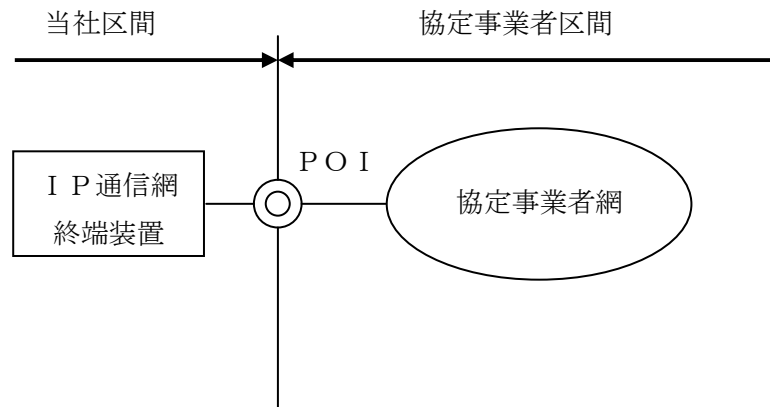 当社区間
協定事業者区間
ＰＯＩ
ＩＰ通信網
終端装置
協定事業者網